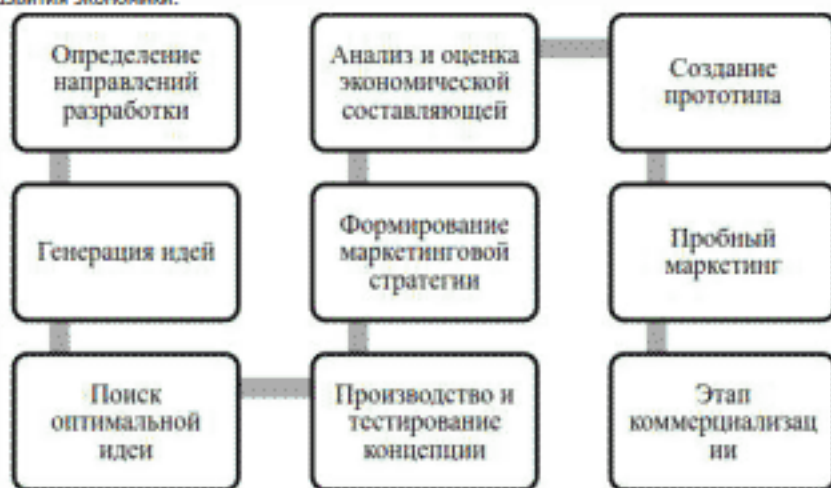 экономики.
Определение
направлений
разработки
Генерация идей
Поиск
оптимальной
идеи
Производство и
тестирование
концепции
Формирование
маркетинговой
стратегии
Анализ и оценка
экономической
составляющей
Создание
прототипа
Пробный
маркетинг
Этап
коммерциализац
ии